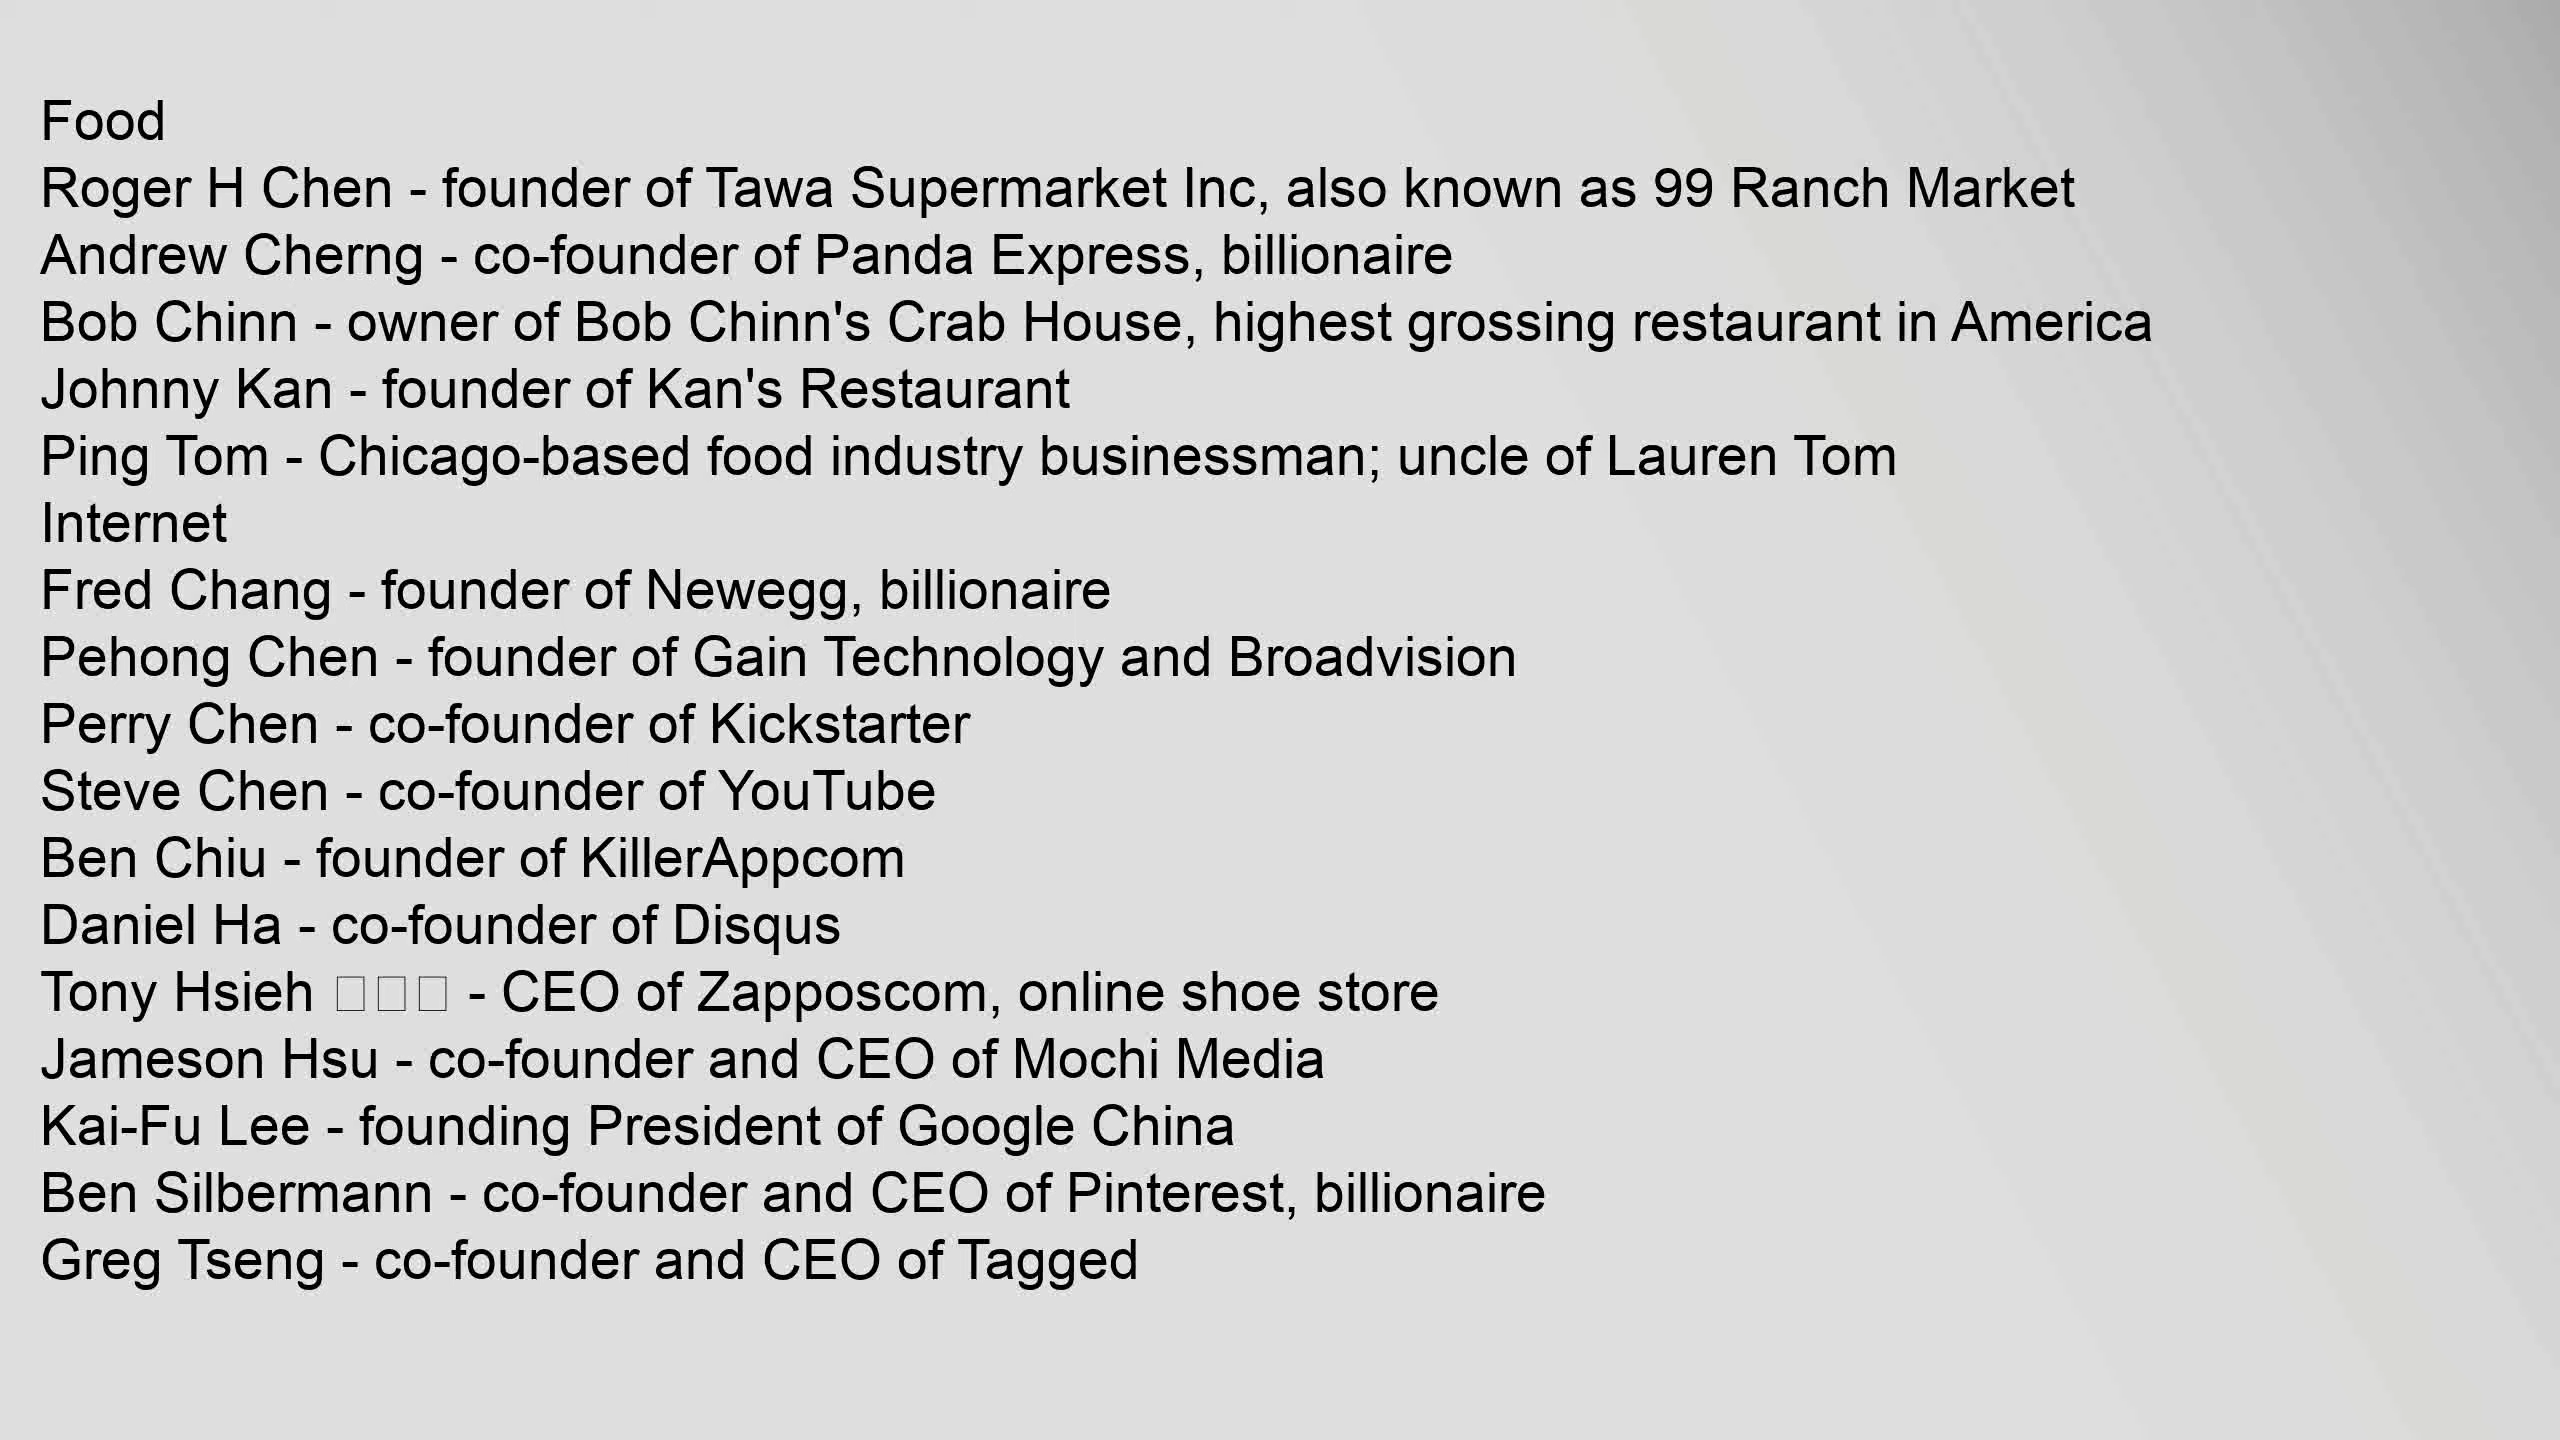 Food
Roger H Chen - founder of Tawa Supermarket Inc, also known as 99 Ranch Market
Andrew Cherng - co-founder of Panda Express, billionaire
Bob Chinn - owner of Bob Chinn's Crab House, highest grossing restaurant in America
Johnny Kan - founder of Kan's Restaurant
Ping Tom - Chicago-based food industry businessman; uncle of Lauren Tom
Internet
Fred Chang - founder of Newegg, billionaire
Pehong Chen - founder of Gain Technology and Broadvision
Perry Chen - co-founder of Kickstarter
Steve Chen - co-founder of YouTube
Ben Chiu - founder of KillerAppcom
Daniel Ha - co-founder of Disqus
Tony Hsieh - CEO of Zapposcom, online shoe store
Jameson Hsu - co-founder and CEO of Mochi Media
Kai-Fu Lee - founding President of Google China
Ben Silbermann - co-founder and CEO of Pinterest, billionaire
Greg Tseng - co-founder and CEO of Tagged